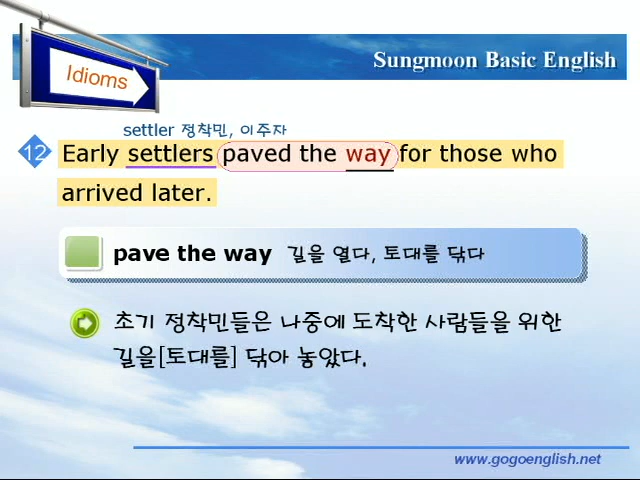 Idioms
Sungmoon Basic English
settler 정착민, 이주자
12
Early settlers paved the way for those who
arrived later.
pave the way 길을 열다, 토대를 닦다
초기 정착민들은 나중에 도착한 사람들을 위한
길을[토대를] 닦아 놓았다.
www.gogoenglish.net